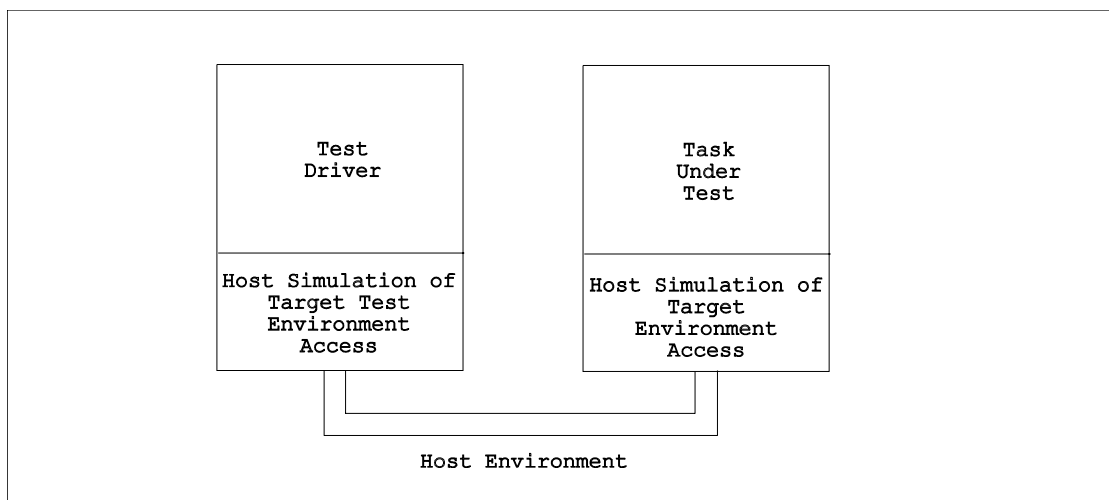 Test
Driver
Task
Under
Test
Host Simulation of
Target Test
Environment
Access
Host Simulation of
Target
Environment
Access
Host Environment